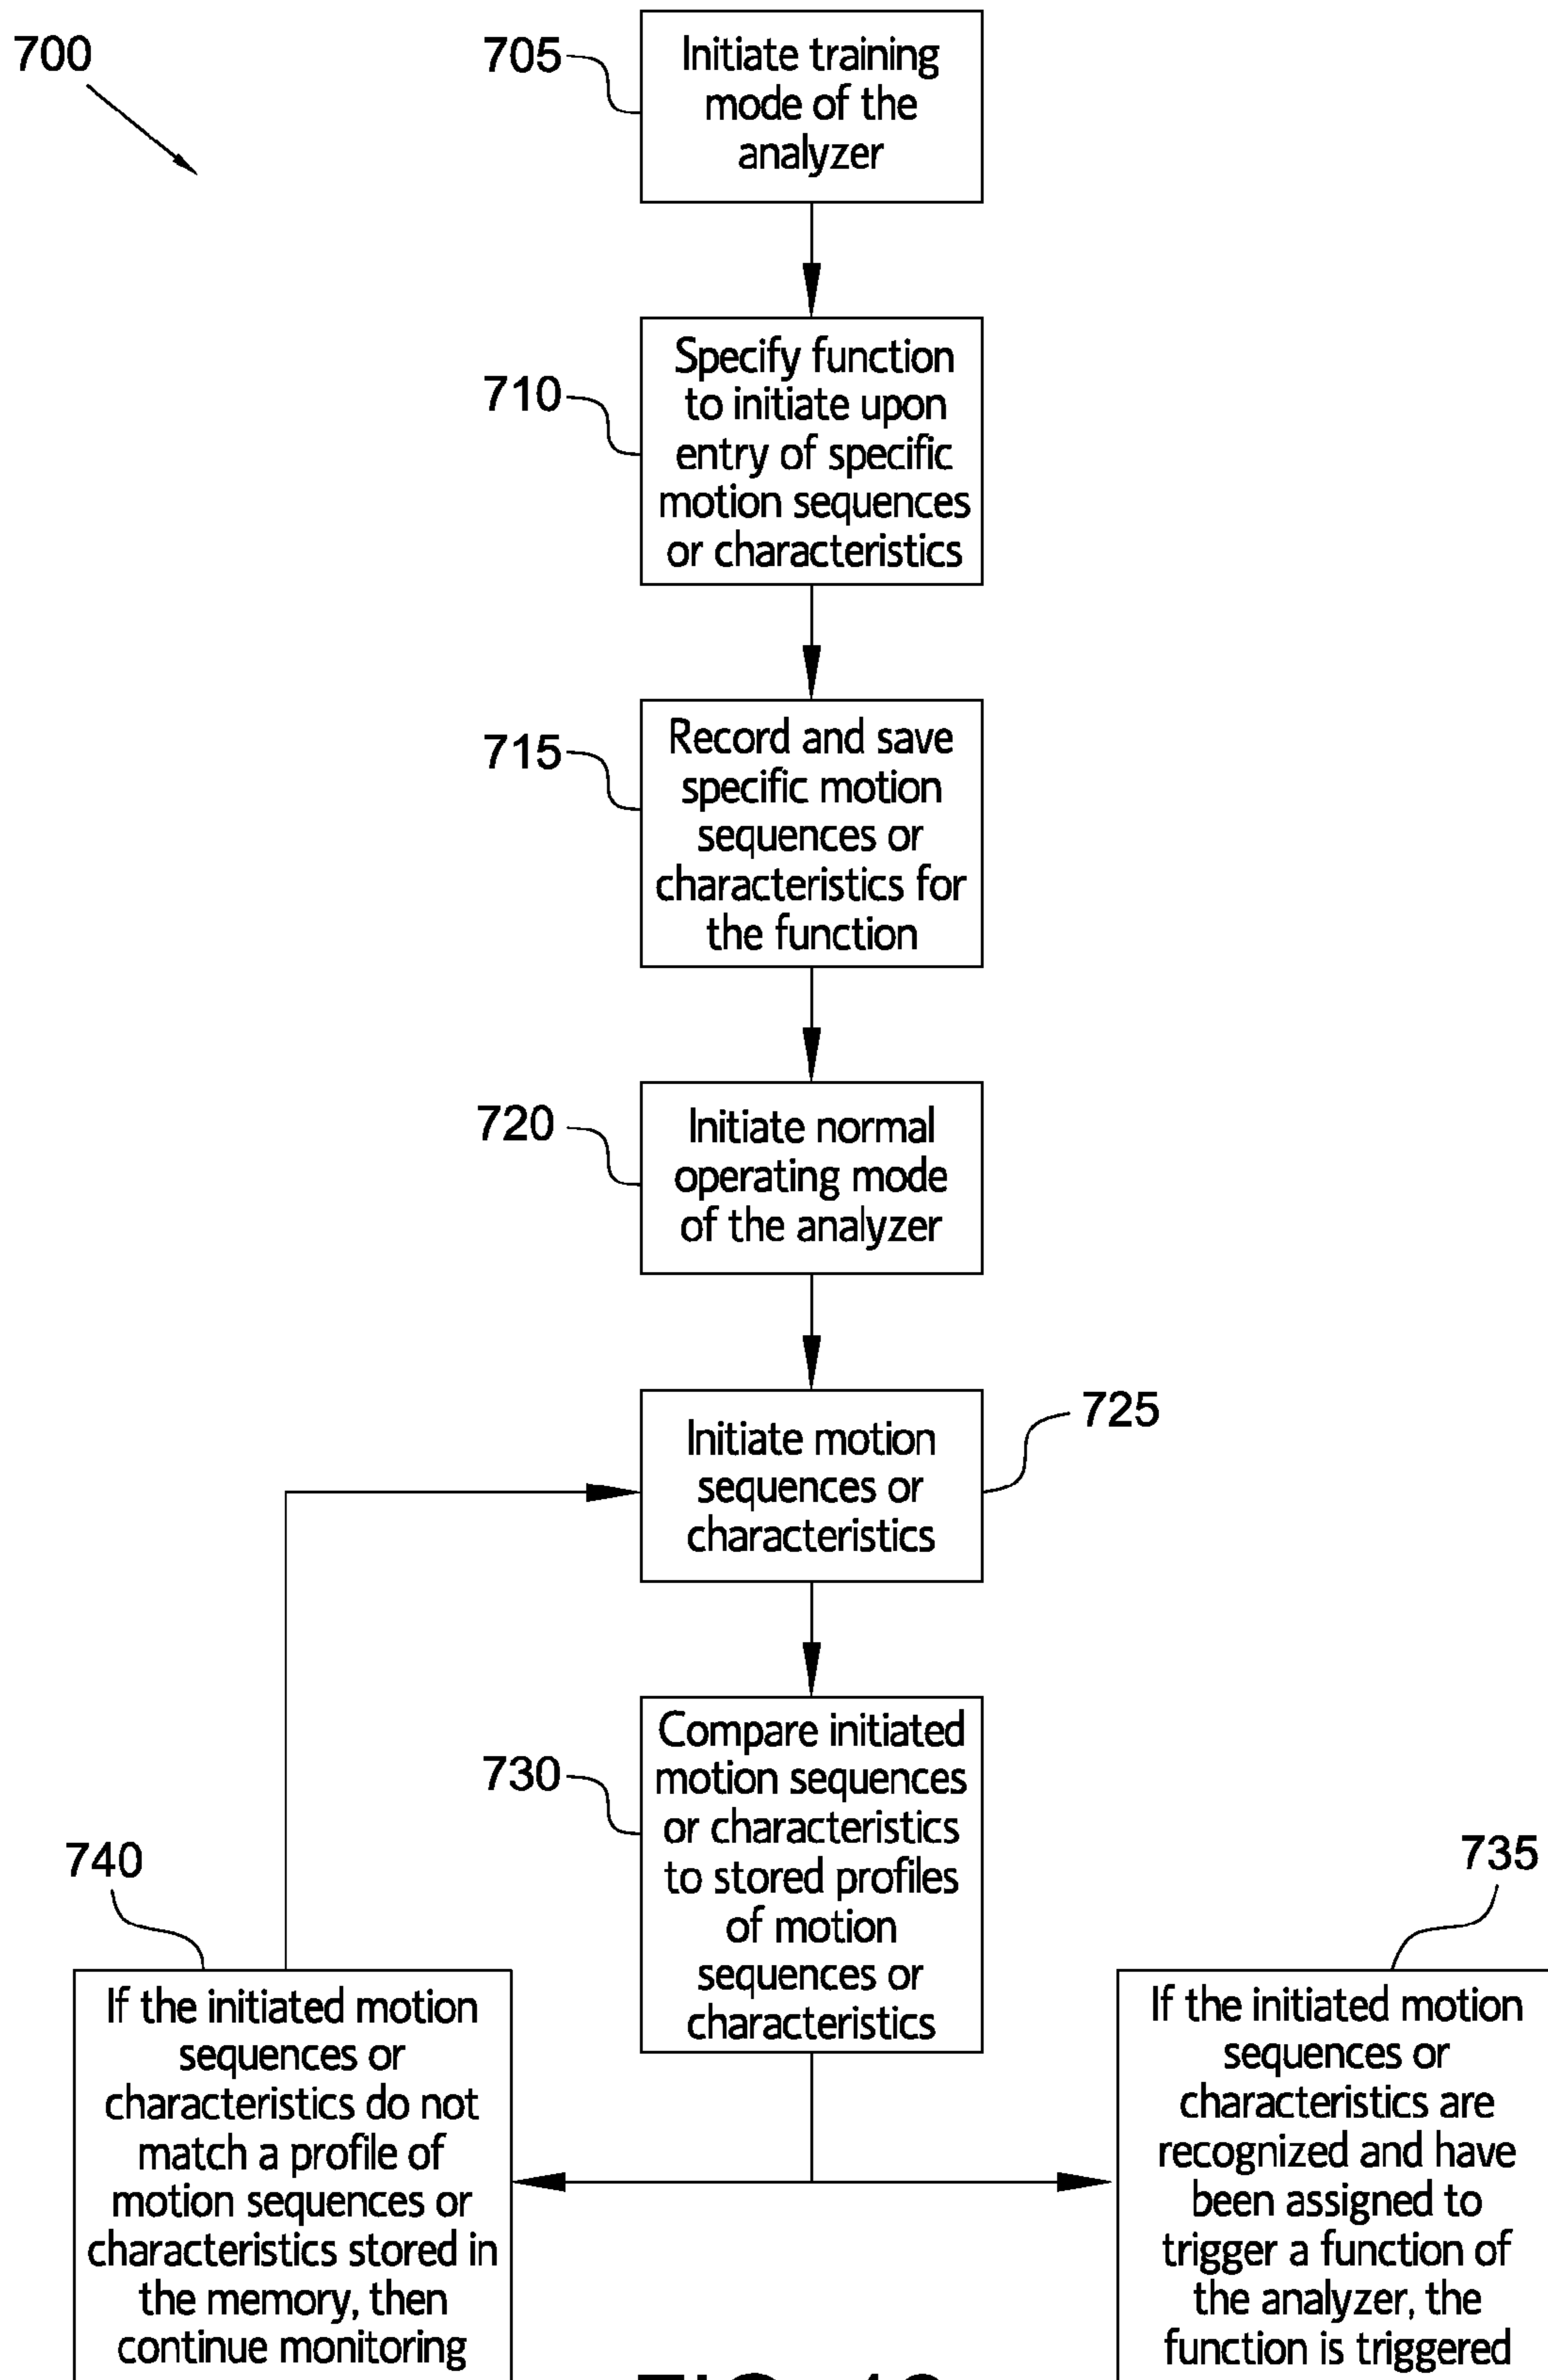 700
705
Initiate training
mode of the
analyzer
710
Specify function
to initiate upon
entry of specific
motion sequences
or characteristics
715
Record and save
specific motion
sequences or
characteristics for
the function
720
Initiate normal
operating mode
of the analyzer
725
Initiate motion
sequences or
characteristics
730
Compare initiated
motion sequences
or characteristics
to stored profiles
of motion
sequences or
characteristics
740
If the initiated motion
sequences or
characteristics do not
match a profile of
motion sequences or
characteristics stored in
the memory, then
continue monitoring
735
If the initiated motion
sequences or
characteristics are
recognized and have
been assigned to
trigger a function of
the analyzer, the
function is triggered